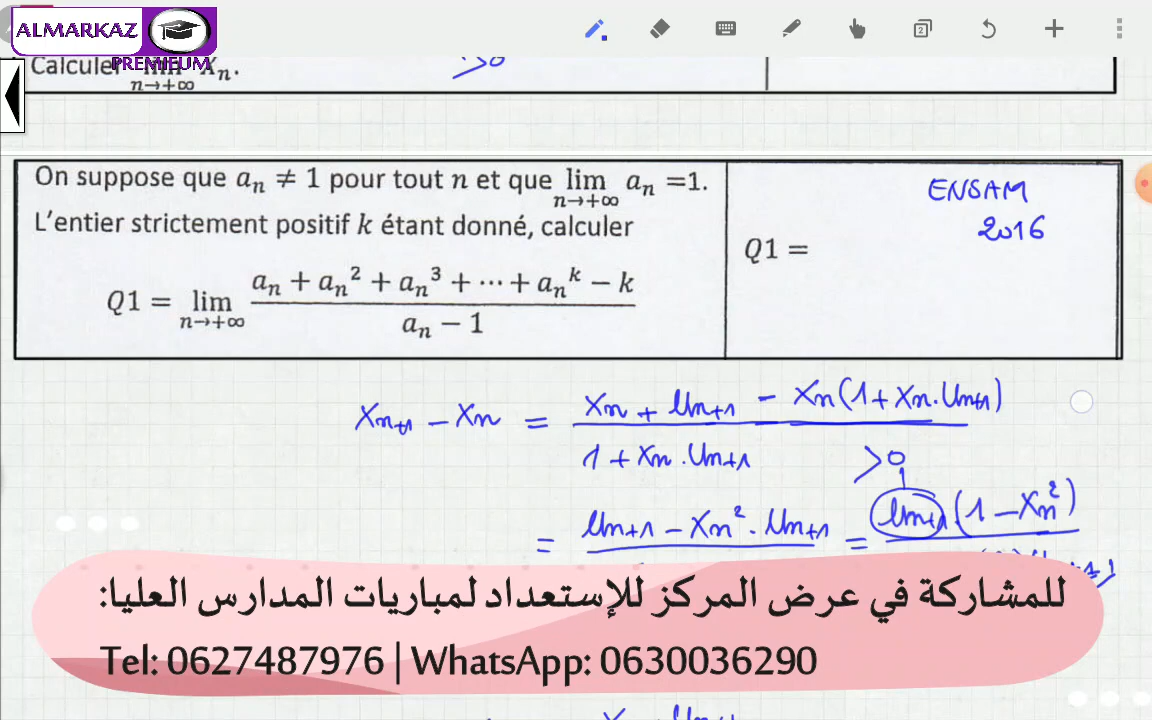 ALMARKAZ
PREMIEUM
Calculer lim Xn.
n→+∞
>0
On suppose que aₙ ≠ 1 pour tout n et que lim aₙ =1.
n→+∞
L'entier strictement positif k étant donné, calculer
Q1 = lim (aₙ + aₙ² + aₙ³ + ⋯ + aₙᵏ − k) / (aₙ − 1)
n→+∞
Q1 =
ENSAM
2016
Xn+1 − Xn = (Xn + Un+1 − Xn(1 + Xn.Un+1)) / (1 + Xn.Un+1)
>0
= Un+1 − Xn². Un+1 = Un+1 (1 − Xn²)
للمشاركة في عرض المركز للإستعداد لمباريات المدارس العليا:
Tel: 0627487976 | WhatsApp: 0630036290